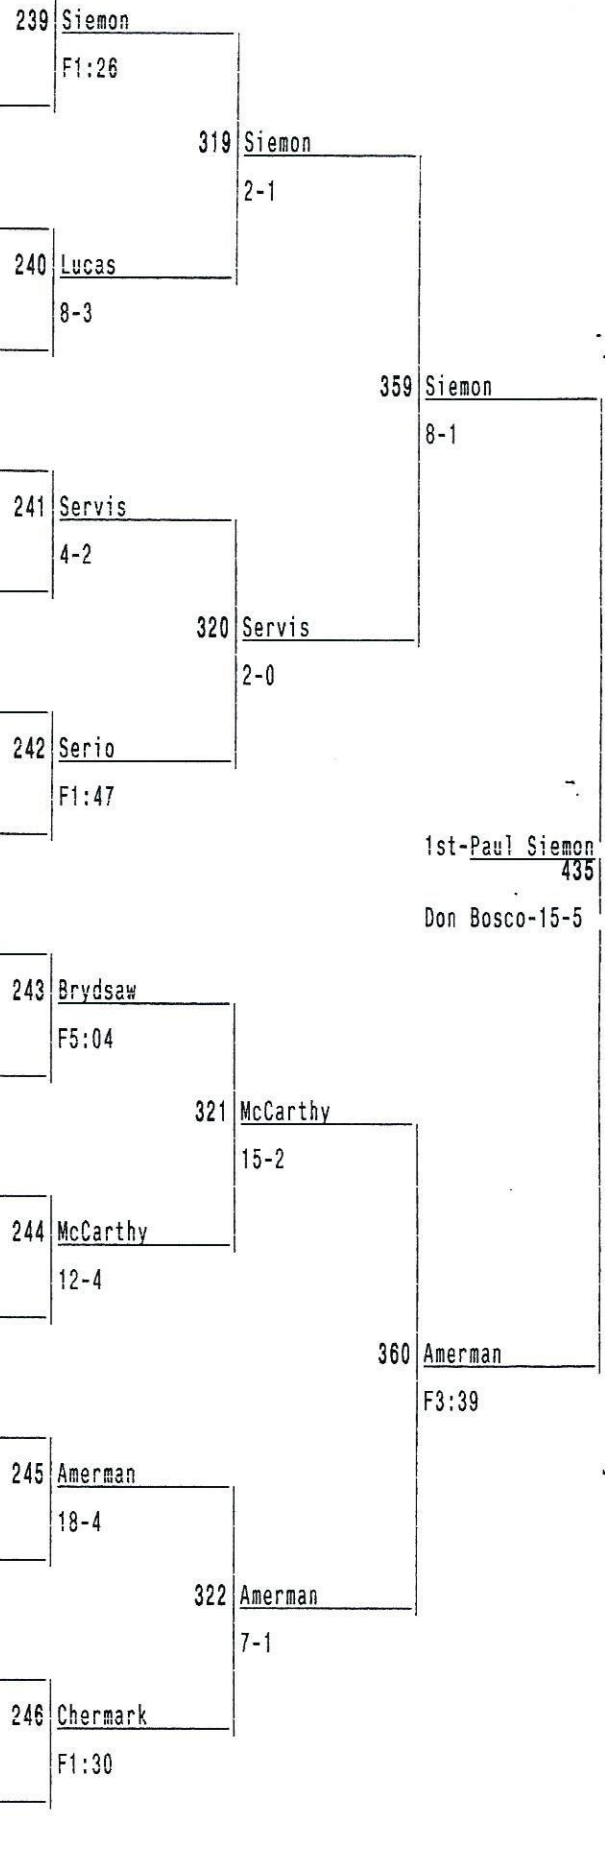 239 Siemon
F1:26
319 Siemon
2-1
240 Lucas
8-3
359 Siemon
8-1
241 Servis
4-2
320 Servis
2-0
242 Serio
F1:47
1st-Paul Siemon
435
Don Bosco-15-5
243 Brydsaw
F5:04
321 McCarthy
15-2
244 McCarthy
12-4
360 Amerman
F3:39
245 Amerman
18-4
322 Amerman
7-1
246 Chermark
F1:30